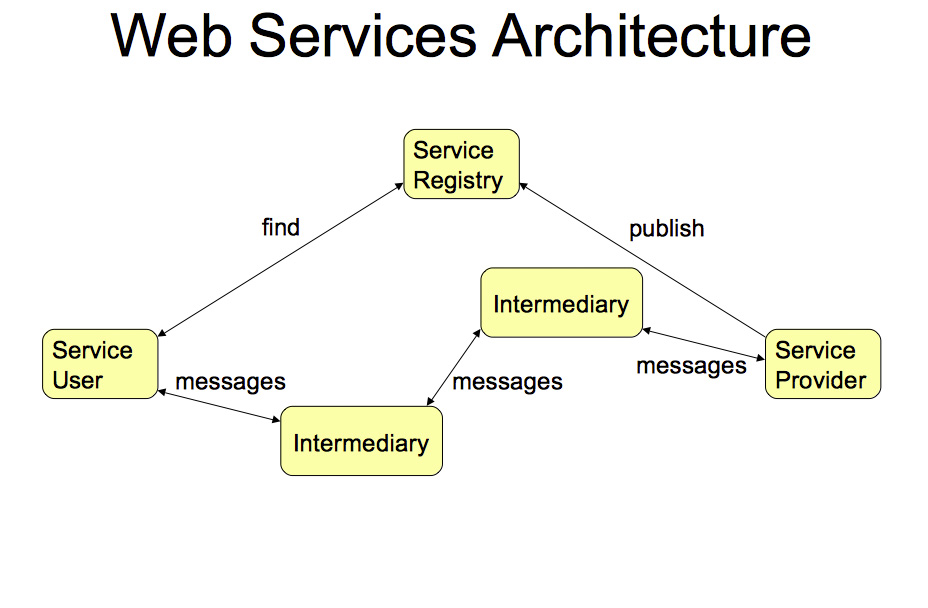 Web Services Architecture
Service
Registry
find
publish
Intermediary
Service
User
messages
messages
messages
Service
Provider
Intermediary